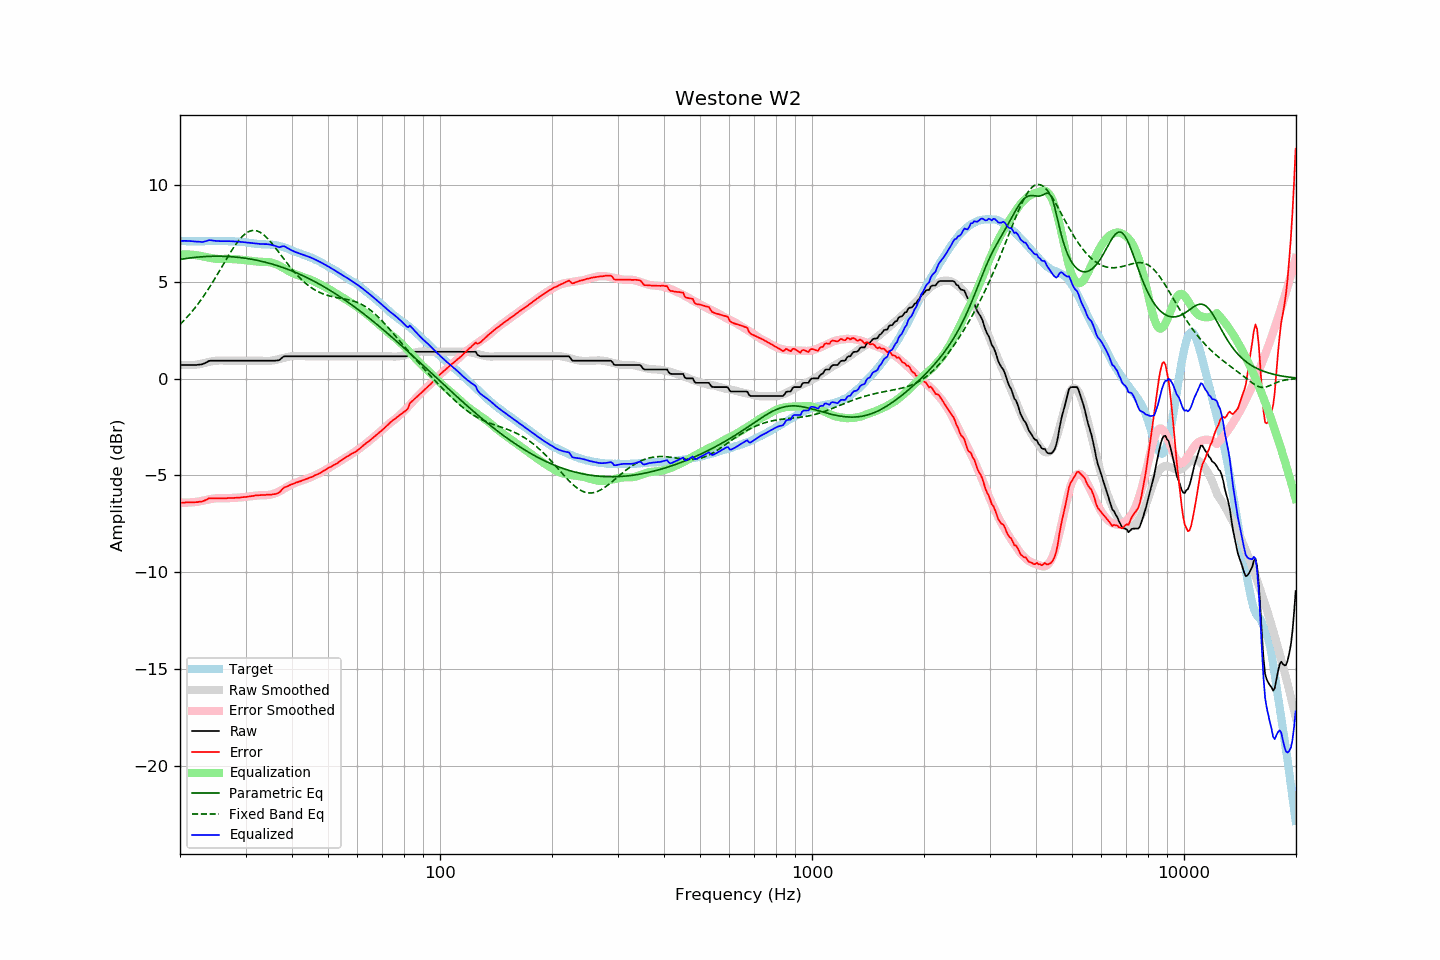 Westone W2
Amplitude (dBr)
10
5
0
−5
−10
−15
−20
Target
Raw Smoothed
Error Smoothed
Raw
Error
Equalization
Parametric Eq
Fixed Band Eq
Equalized
100
1000
10000
Frequency (Hz)